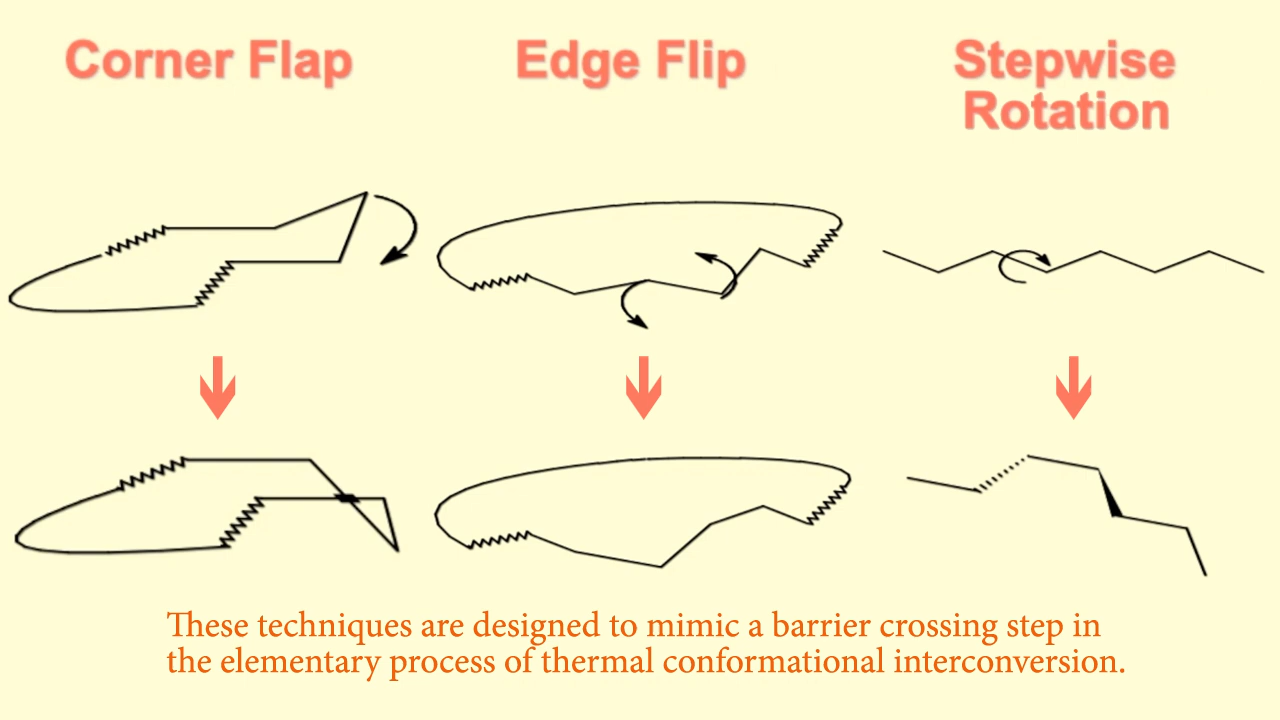 Corner Flap
Edge Flip
Stepwise
Rotation
These techniques are designed to mimic a barrier crossing step in
the elementary process of thermal conformational interconversion.